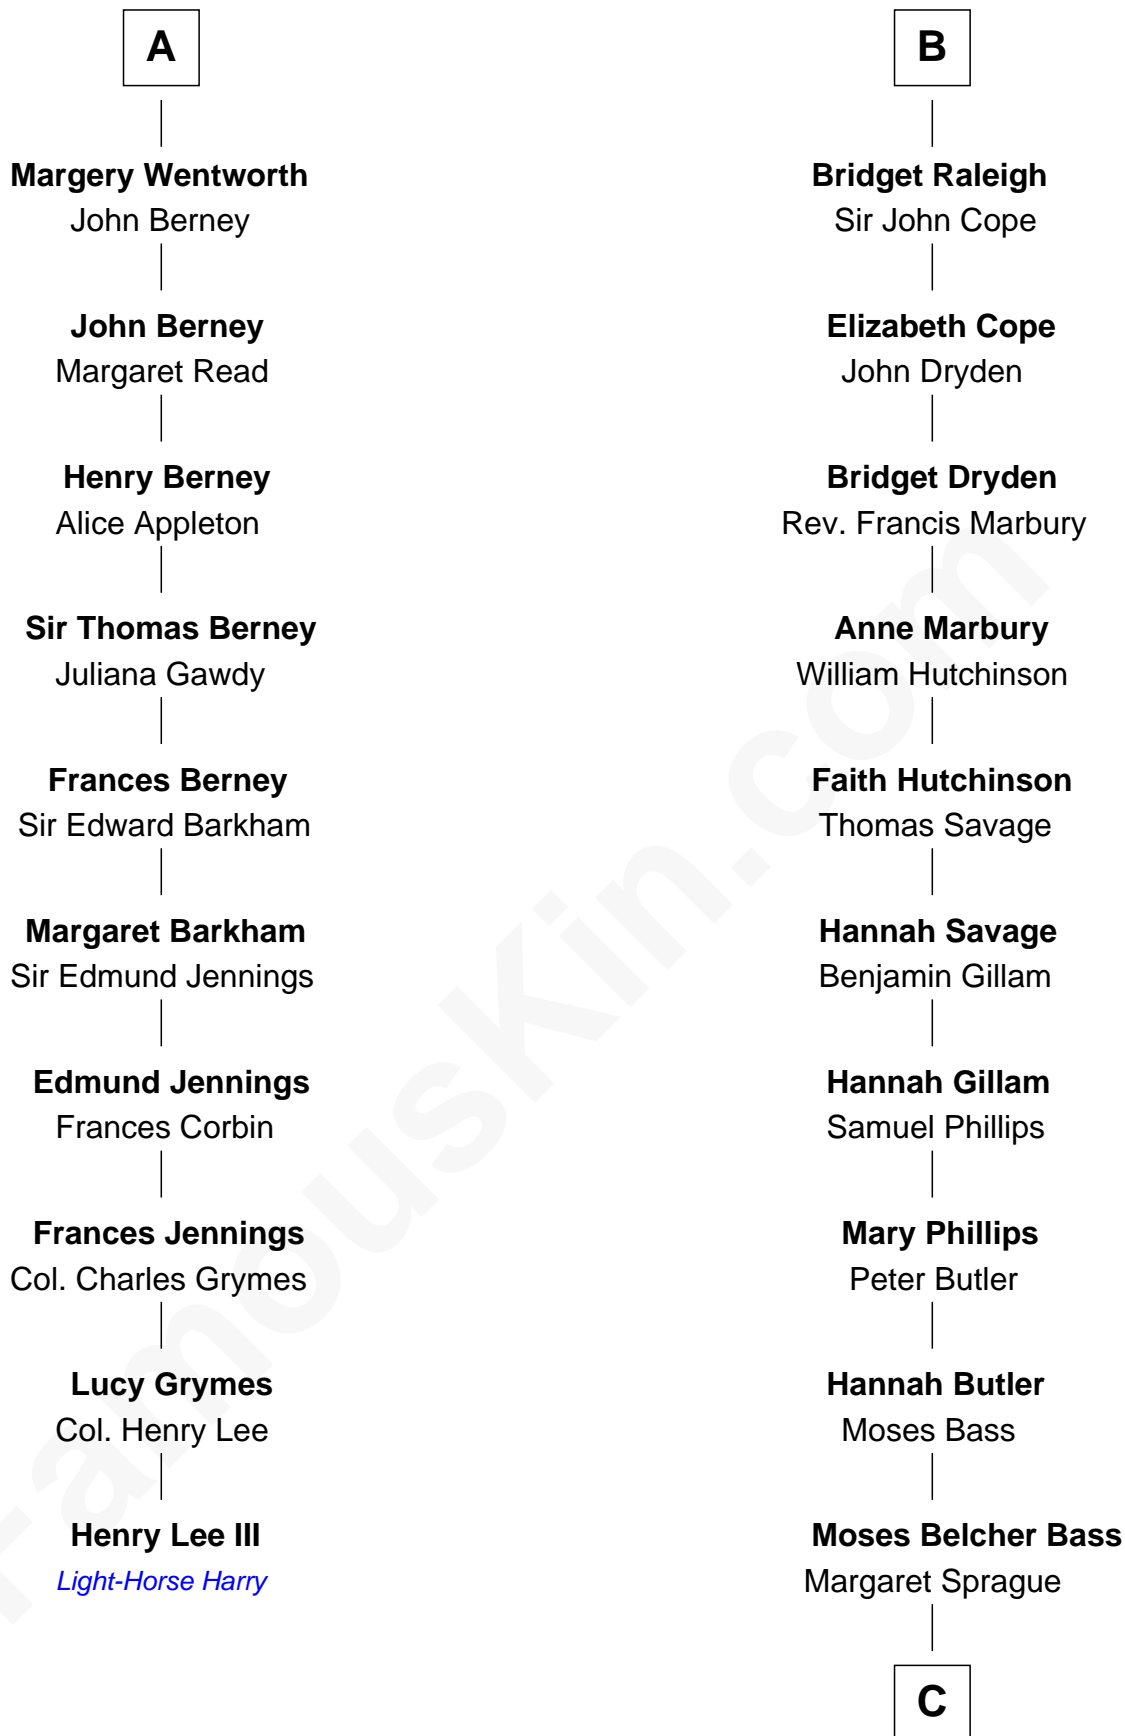 A
Margery Wentworth
John Berney
John Berney
Margaret Read
Henry Berney
Alice Appleton
Sir Thomas Berney
Juliana Gawdy
Frances Berney
Sir Edward Barkham
Margaret Barkham
Sir Edmund Jennings
Edmund Jennings
Frances Corbin
Frances Jennings
Col. Charles Grymes
Lucy Grymes
Col. Henry Lee
Henry Lee III
Light-Horse Harry
B
Bridget Raleigh
Sir John Cope
Elizabeth Cope
John Dryden
Bridget Dryden
Rev. Francis Marbury
Anne Marbury
William Hutchinson
Faith Hutchinson
Thomas Savage
Hannah Savage
Benjamin Gillam
Hannah Gillam
Samuel Phillips
Mary Phillips
Peter Butler
Hannah Butler
Moses Bass
Moses Belcher Bass
Margaret Sprague
C
FamousKin.com